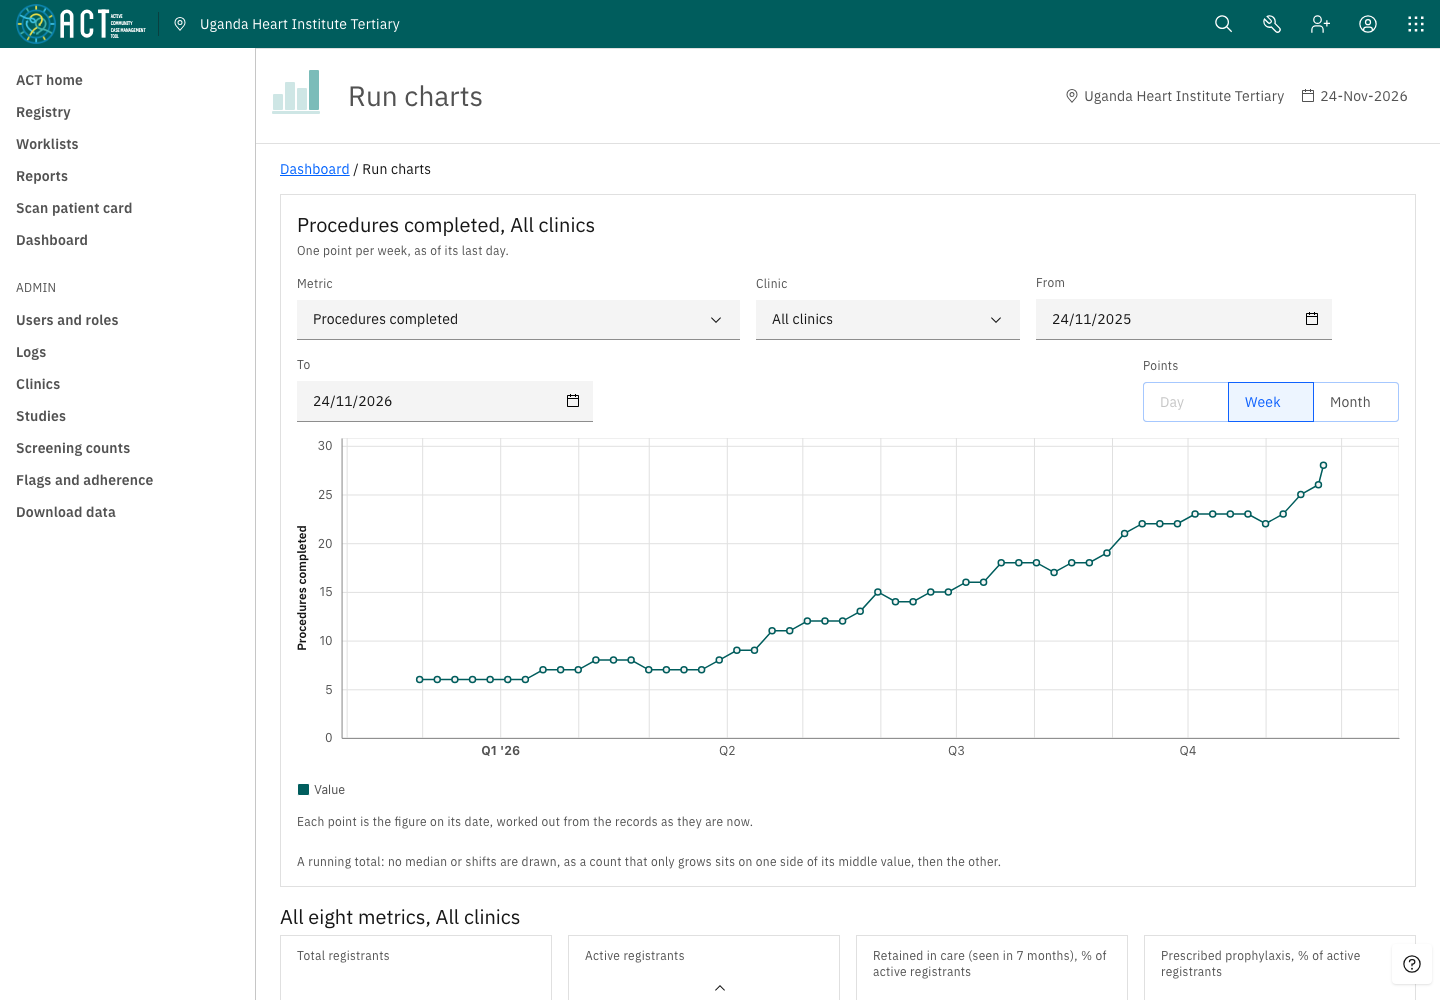 ACT ACTIVE COMMUNITY CASE MANAGEMENT TOOL
Uganda Heart Institute Tertiary
ACT home
Registry
Worklists
Reports
Scan patient card
Dashboard
ADMIN
Users and roles
Logs
Clinics
Studies
Screening counts
Flags and adherence
Download data
Run charts
Uganda Heart Institute Tertiary
24-Nov-2026
Dashboard / Run charts
Procedures completed, All clinics
One point per week, as of its last day.
Metric
Procedures completed
Clinic
All clinics
From
24/11/2025
To
24/11/2026
Points
Day
Week
Month
Procedures completed
30
25
20
15
10
5
0
Q1 '26
Q2
Q3
Q4
Value
Each point is the figure on its date, worked out from the records as they are now.
A running total: no median or shifts are drawn, as a count that only grows sits on one side of its middle value, then the other.
All eight metrics, All clinics
Total registrants
Active registrants
Retained in care (seen in 7 months), % of
active registrants
Prescribed prophylaxis, % of active
registrants